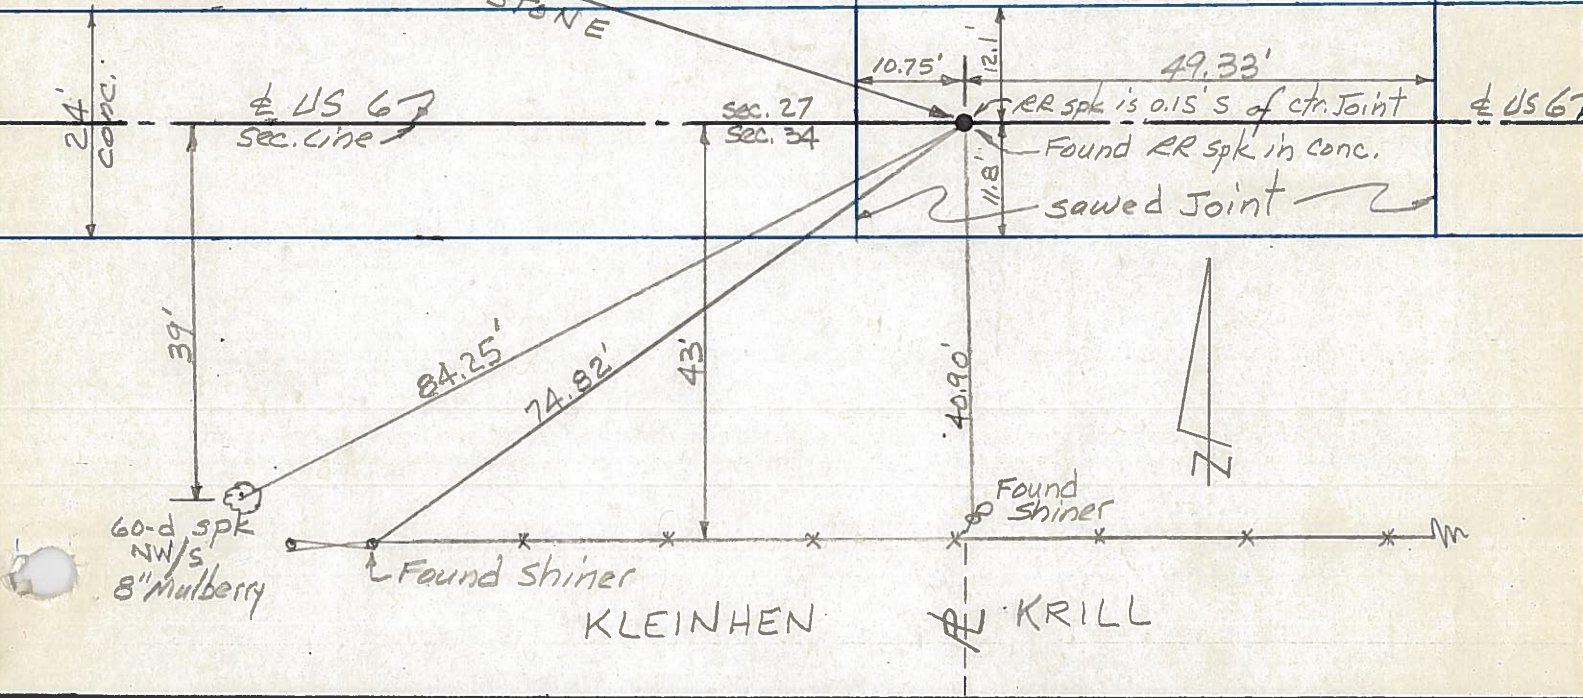 STONE
24'
conc.
℄ US 6
Sec. Line
39'
sec. 27
Sec. 34
10.75'
12.1'
49.33'
RR spk is 0.15' S of ctr. Joint
Found RR spk in conc.
11.8'
sawed Joint
℄ US 6
84.25'
74.82'
43'
40.90'
N
60-d spk
NW/s
8" Mulberry
Found Shiner
Found
Shiner
KLEINHEN
PL
KRILL